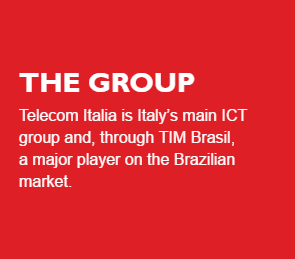 THE GROUP
Telecom Italia is Italy's main ICT
group and, through TIM Brasil,
a major player on the Brazilian
market.